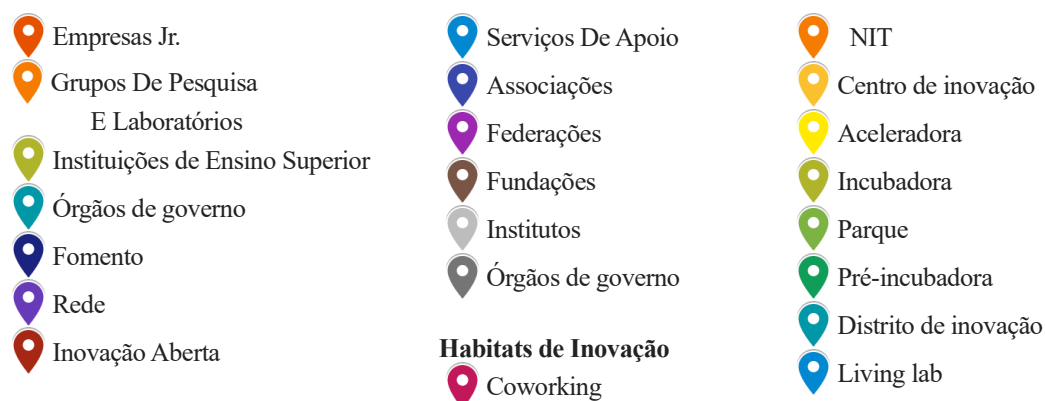 Empresas Jr.
Grupos De Pesquisa
E Laboratórios
Instituições de Ensino Superior
Órgãos de governo
Fomento
Rede
Inovação Aberta
Serviços De Apoio
Associações
Federações
Fundações
Institutos
Órgãos de governo
Habitats de Inovação
Coworking
NIT
Centro de inovação
Aceleradora
Incubadora
Parque
Pré-incubadora
Distrito de inovação
Living lab